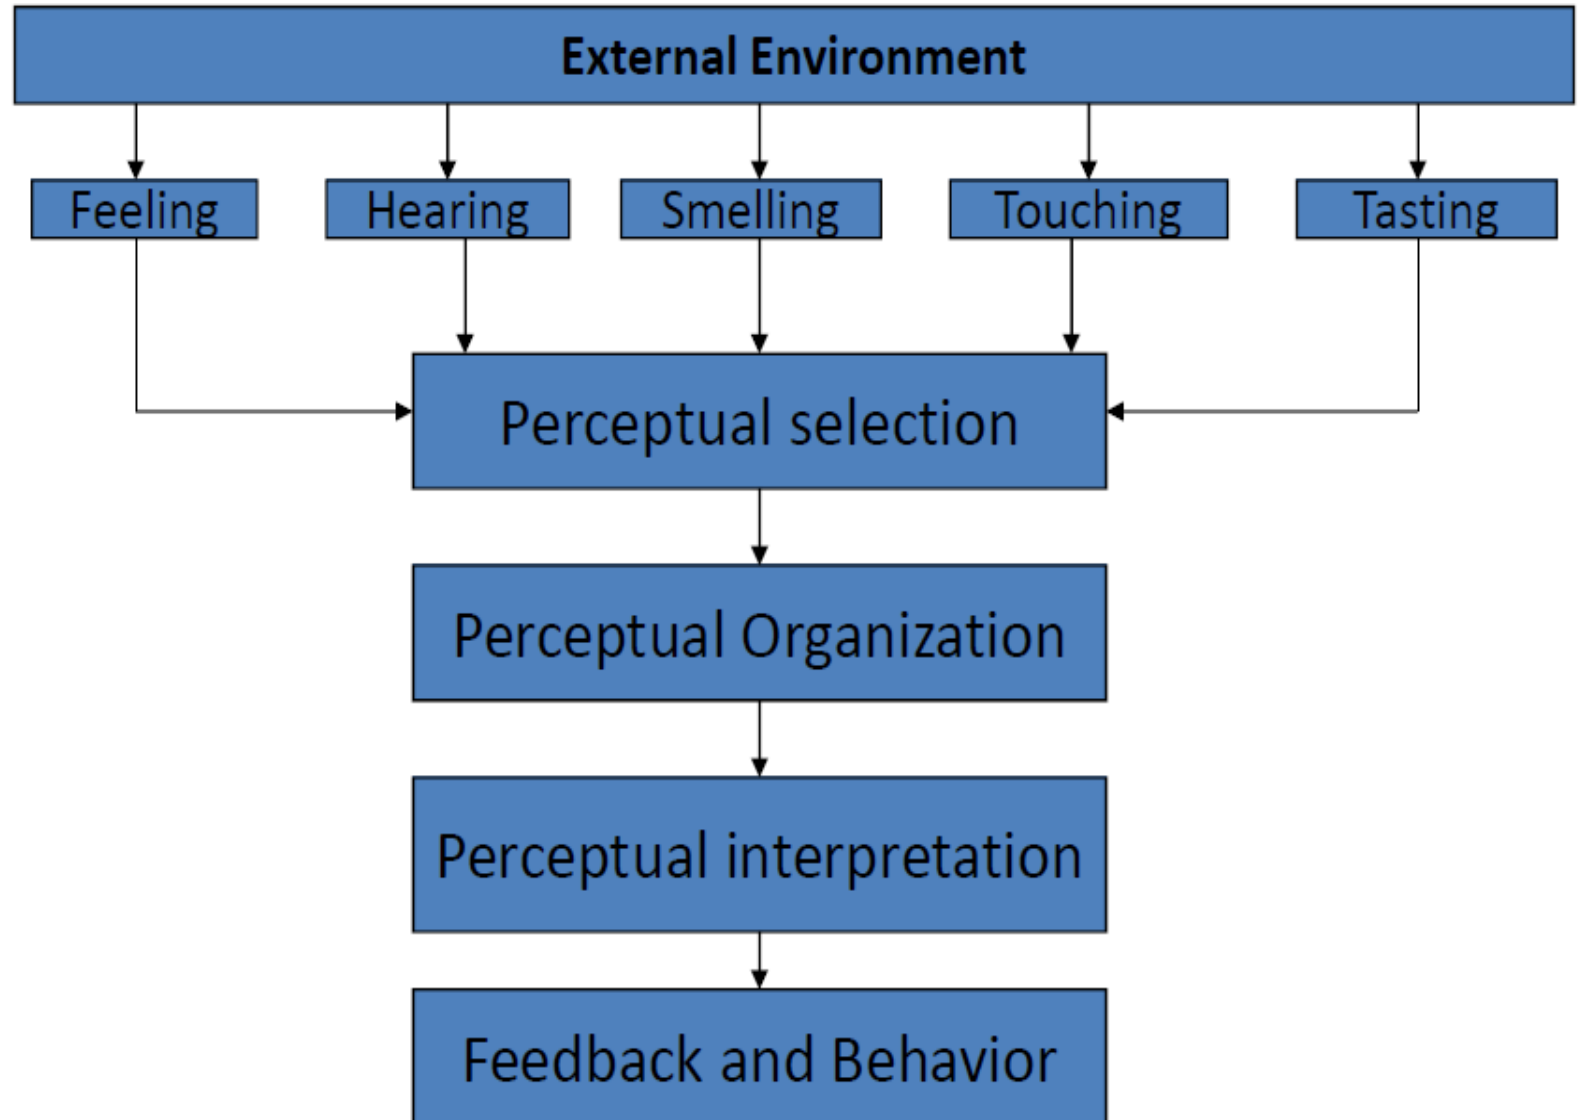 External Environment
Feeling
Hearing
Smelling
Touching
Tasting
Perceptual selection
Perceptual Organization
Perceptual interpretation
Feedback and Behavior